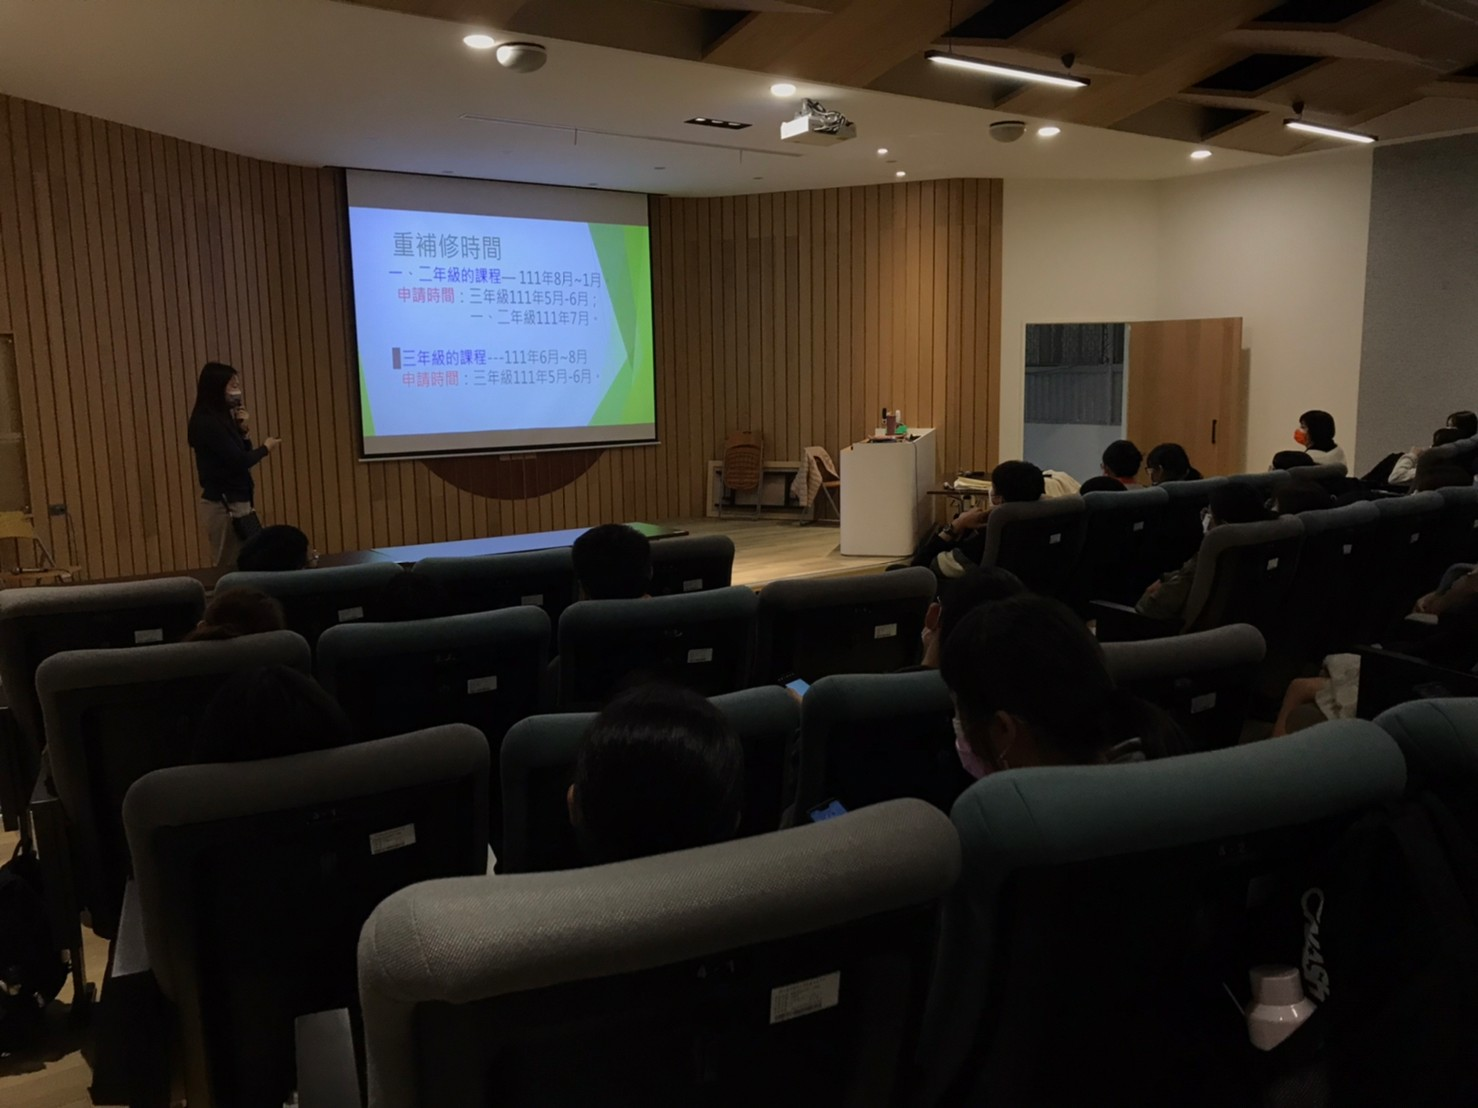 重補修時間
一、二年級的課程— 111年8月~1月
申請時間：三年級111年5月-6月；
一、二年級111年7月。
三年級的課程---111年6月~8月
申請時間：三年級111年5月-6月。